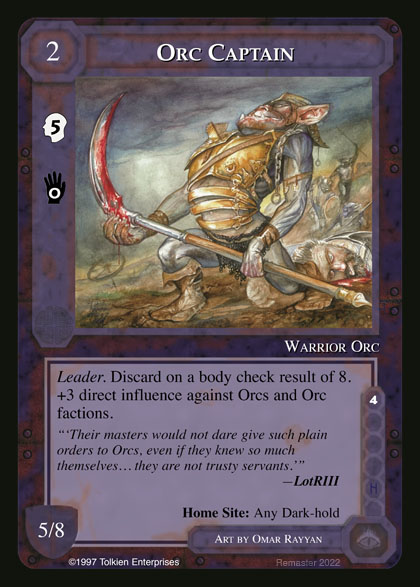 2
ORC CAPTAIN
5
WARRIOR ORC
Leader. Discard on a body check result of 8.
+3 direct influence against Orcs and Orc
factions.
“‘Their masters would not dare give such plain
orders to Orcs, even if they knew so much
themselves… they are not trusty servants.’”
—LotRIII
4
H
Home Site: Any Dark-hold
5/8
ART BY OMAR RAYYAN
©1997 Tolkien Enterprises
Remaster 2022